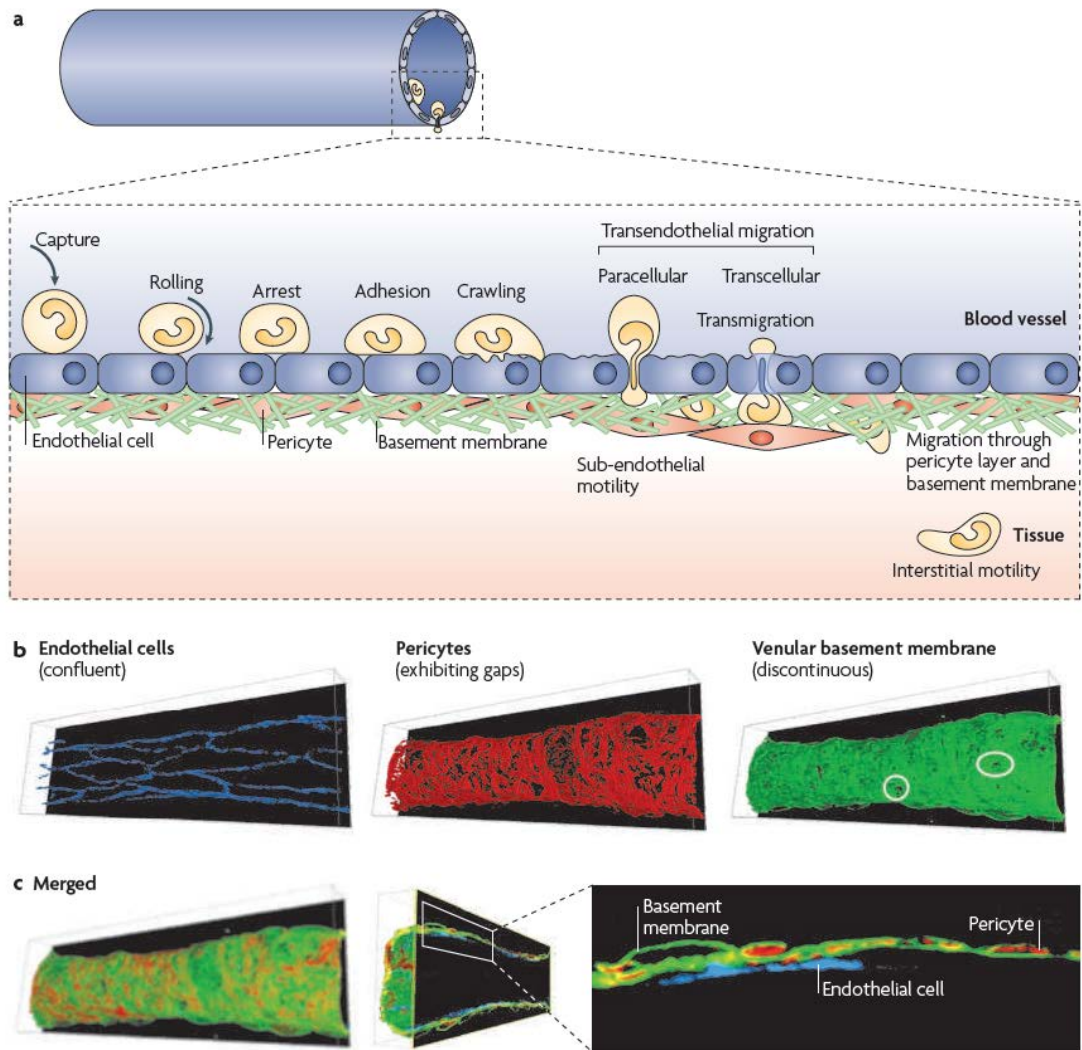 a
Capture
Rolling
Arrest
Adhesion
Crawling
Transendothelial migration
Paracellular
Transcellular
Transmigration
Blood vessel
Endothelial cell
Pericyte
Basement membrane
Sub-endothelial
motility
Migration through
pericyte layer and
basement membrane
Tissue
Interstitial motility
b Endothelial cells
(confluent)
Pericytes
(exhibiting gaps)
Venular basement membrane
(discontinuous)
c Merged
Basement
membrane
Pericyte
Endothelial cell